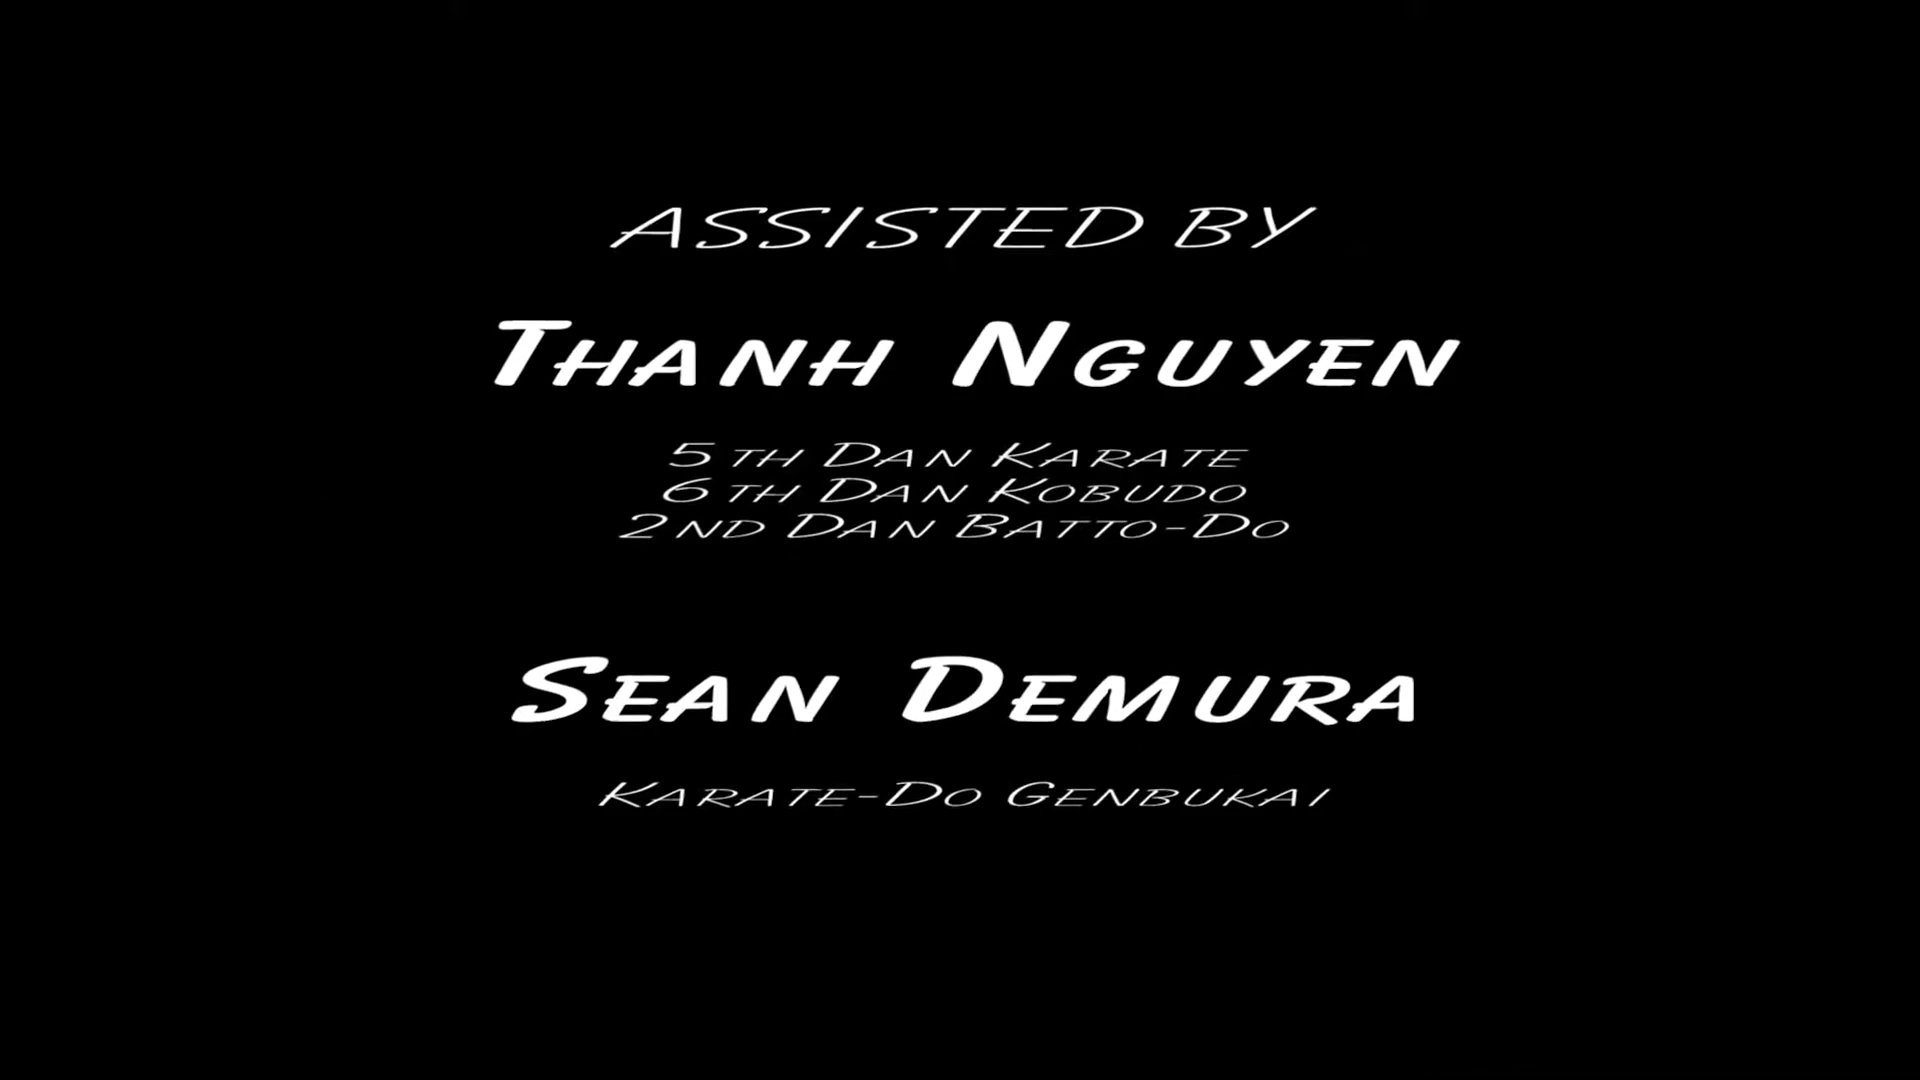 ASSISTED BY
THANH NGUYEN
5TH DAN KARATE
6TH DAN KOBUDO
2ND DAN BATTO-DO
SEAN DEMURA
KARATE-DO GENBUKAI